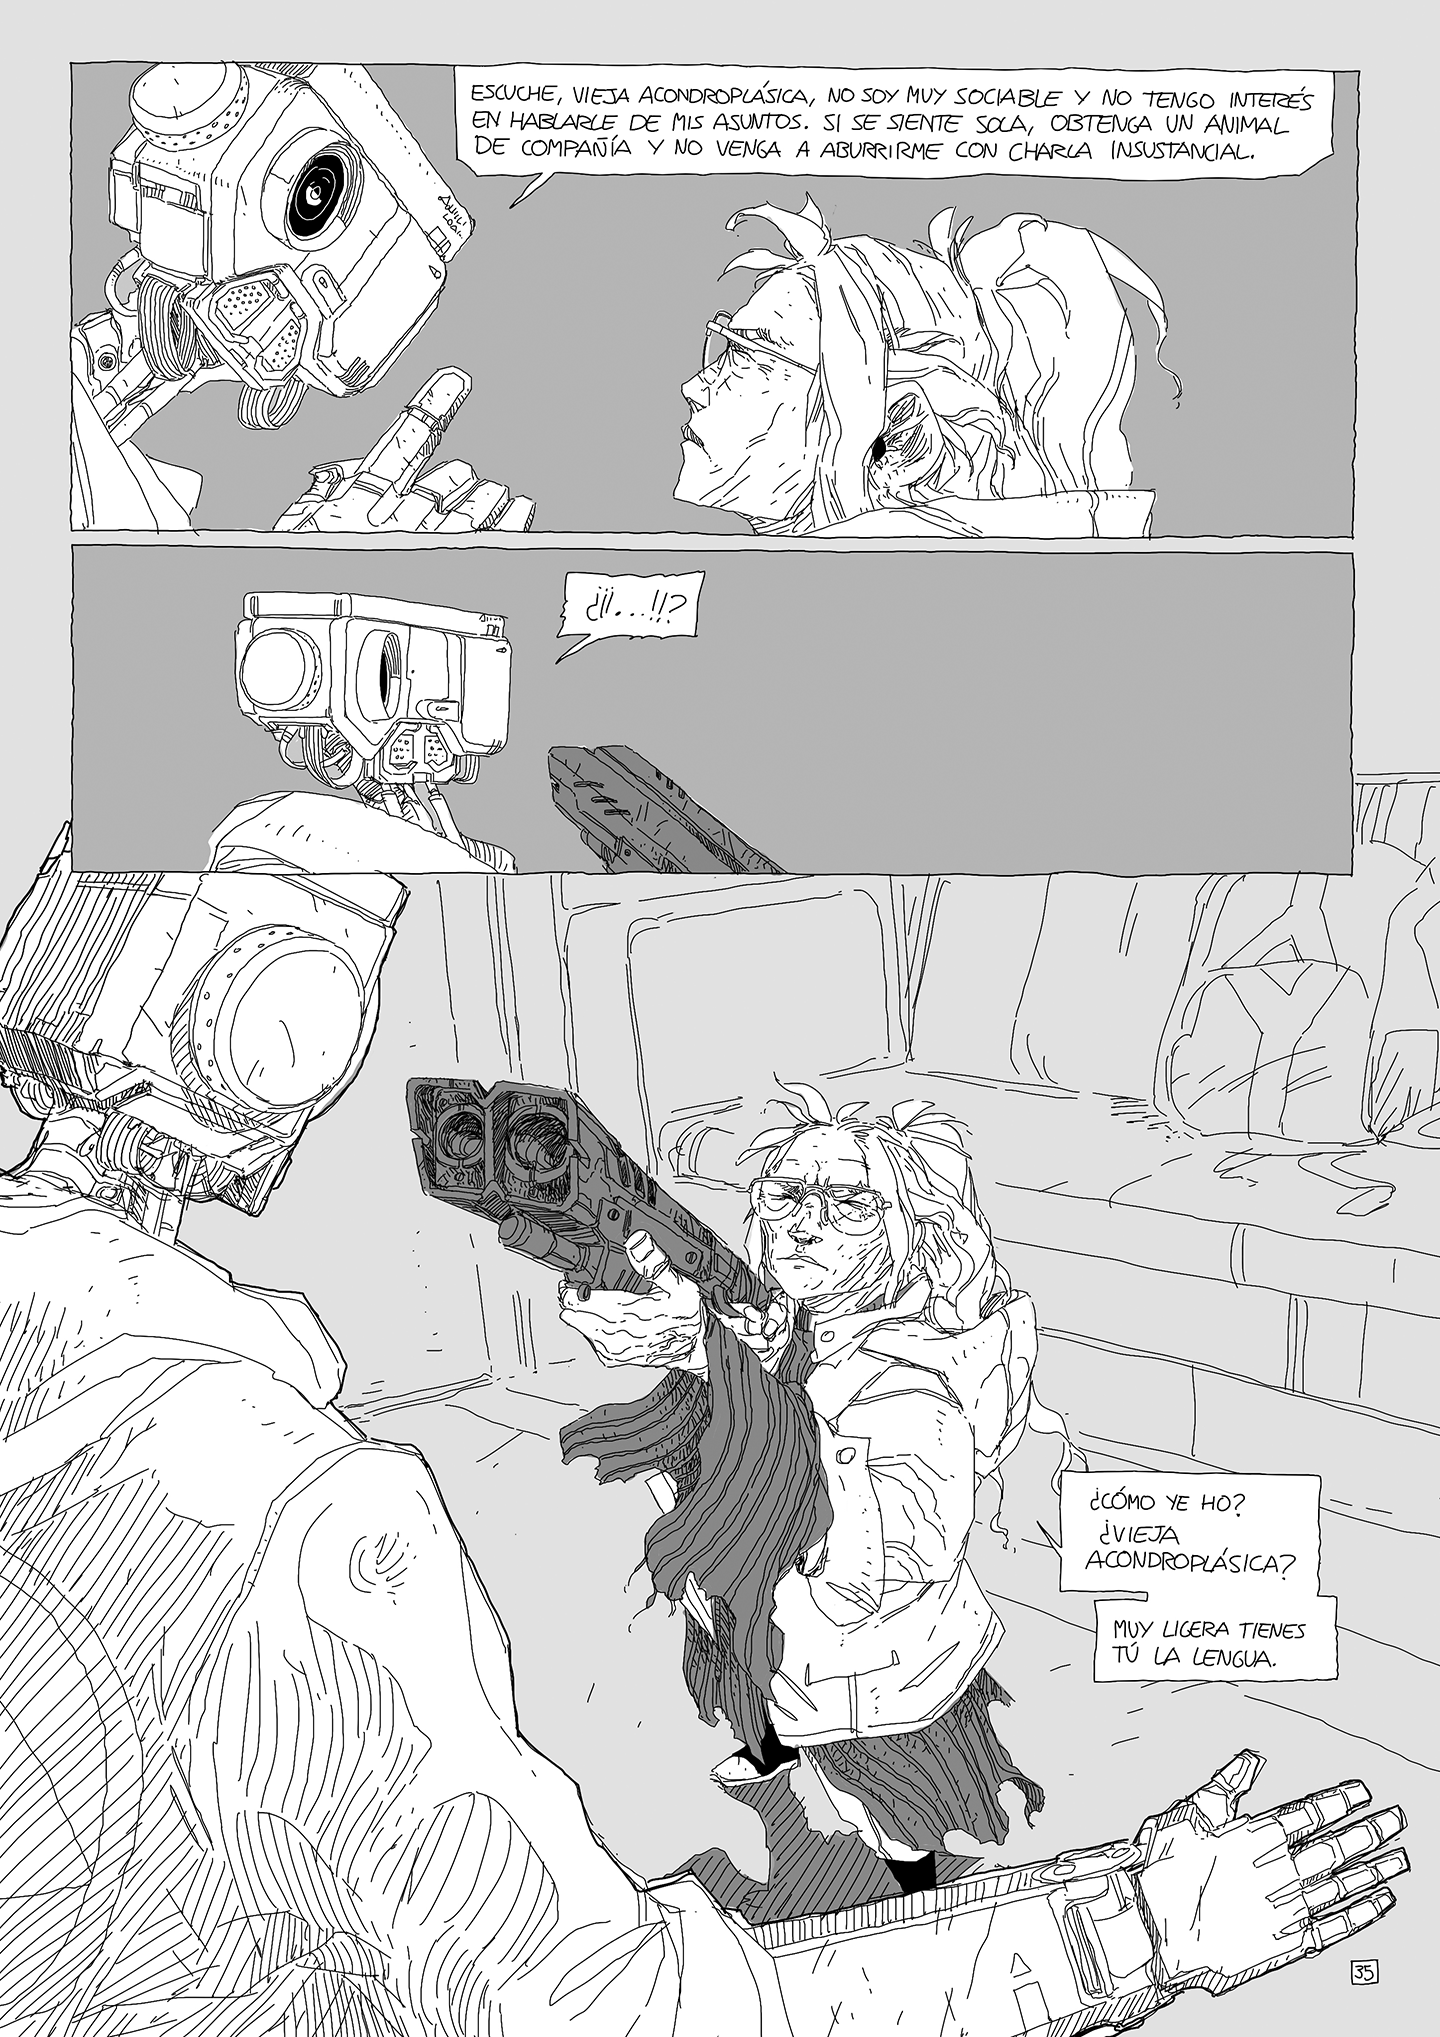 ESCUCHE, VIEJA ACONDROPLÁSICA, NO SOY MUY SOCIABLE Y NO TENGO INTERÉS
EN HABLARLE DE MIS ASUNTOS. SI SE SIENTE SOLA, OBTENGA UN ANIMAL
DE COMPAÑÍA Y NO VENGA A ABURRIRME CON CHARLA INSUSTANCIAL.
¿¡¡...!!?
¿CÓMO YE HO?
¿VIEJA
ACONDROPLÁSICA?
MUY LIGERA TIENES
TÚ LA LENGUA.
35